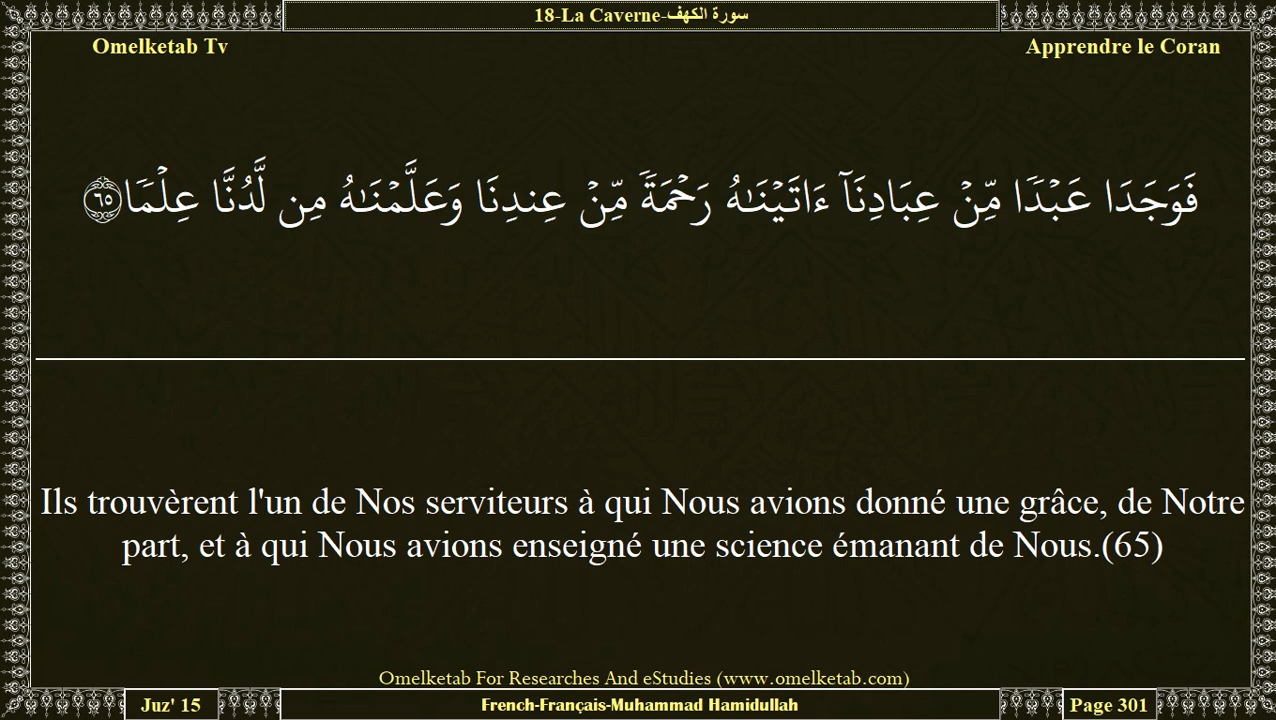 18-La Caverne-سورة الكهف
Omelketab Tv
Apprendre le Coran
فَوَجَدَا عَبْدًا مِّنْ عِبَادِنَآ ءَاتَيْنَـٰهُ رَحْمَةً مِّنْ عِندِنَا وَعَلَّمْنَـٰهُ مِن لَّدُنَّا عِلْمًا ٦٥
Ils trouvèrent l'un de Nos serviteurs à qui Nous avions donné une grâce, de Notre
part, et à qui Nous avions enseigné une science émanant de Nous.(65)
Omelketab For Researches And eStudies (www.omelketab.com)
Juz' 15
French-Français-Muhammad Hamidullah
Page 301